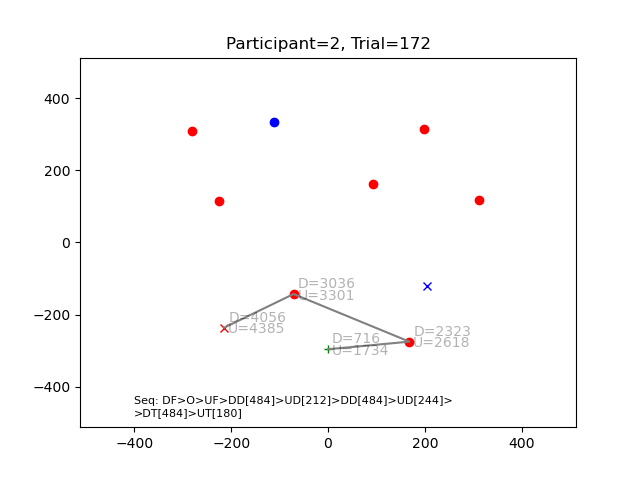 Participant=2, Trial=172
400
200
0
−200
−400
D=3036
U=3301
D=4056
U=4385
D=716
U=1734
D=2323
U=2618
Seq: DF>O>UF>DD[484]>UD[212]>DD[484]>UD[244]>
>DT[484]>UT[180]
−400
−200
0
200
400